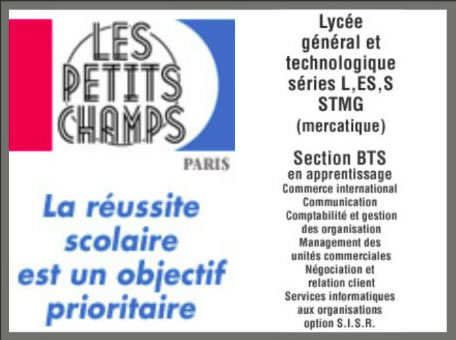 LES
PETITS
CHAMPS
PARIS
La réussite
scolaire
est un objectif
prioritaire
Lycée
général et
technologique
séries L,ES,S
STMG
(mercatique)
Section BTS
en apprentissage
Commerce international
Communication
Comptabilité et gestion
des organisation
Management des
unités commerciales
Négociation et
relation client
Services informatiques
aux organisations
option S.I.S.R.